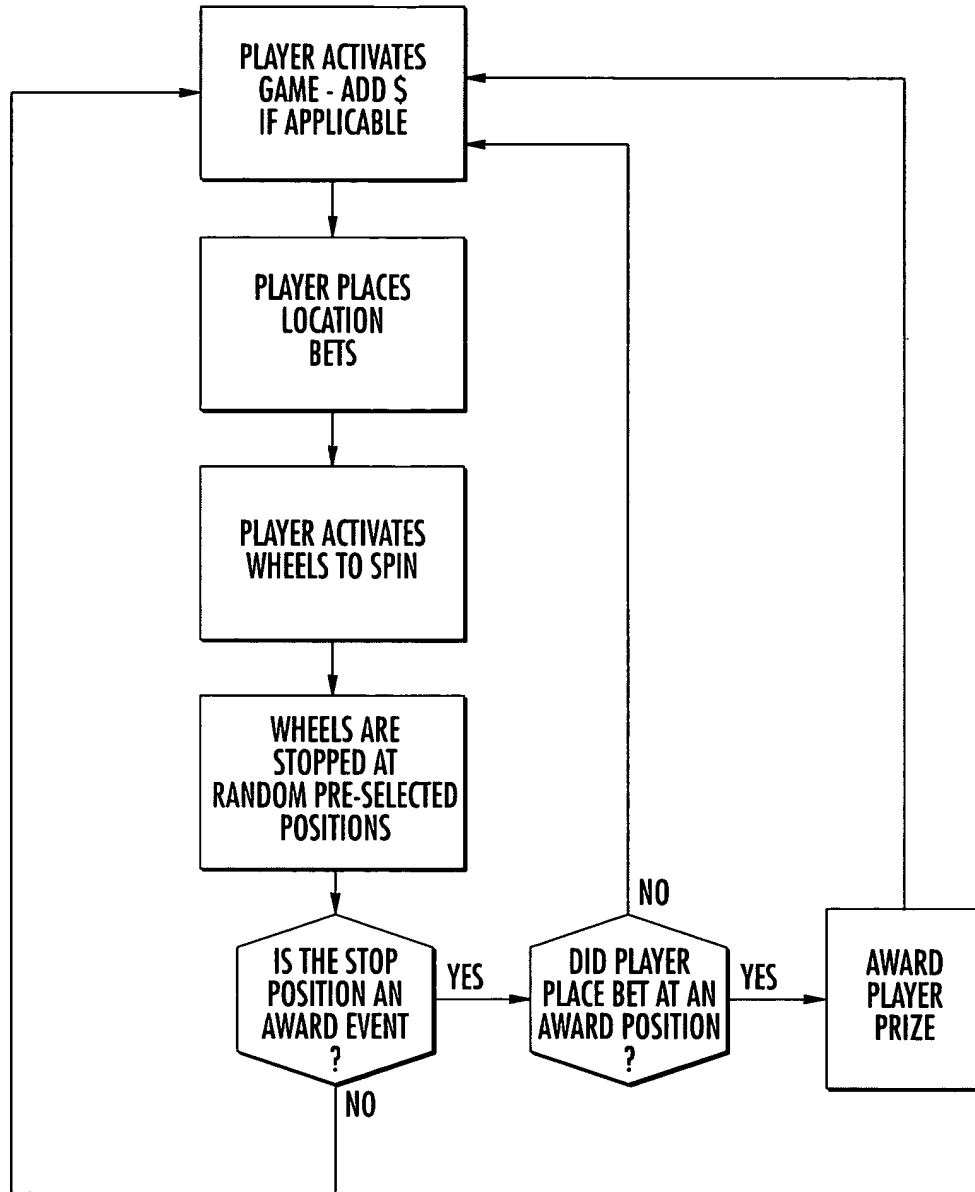 PLAYER ACTIVATES
GAME - ADD $
IF APPLICABLE
PLAYER PLACES
LOCATION
BETS
PLAYER ACTIVATES
WHEELS TO SPIN
WHEELS ARE
STOPPED AT
RANDOM PRE-SELECTED
POSITIONS
IS THE STOP
POSITION AN
AWARD EVENT
?
YES
NO
DID PLAYER
PLACE BET AT AN
AWARD POSITION
?
NO
YES
AWARD
PLAYER
PRIZE